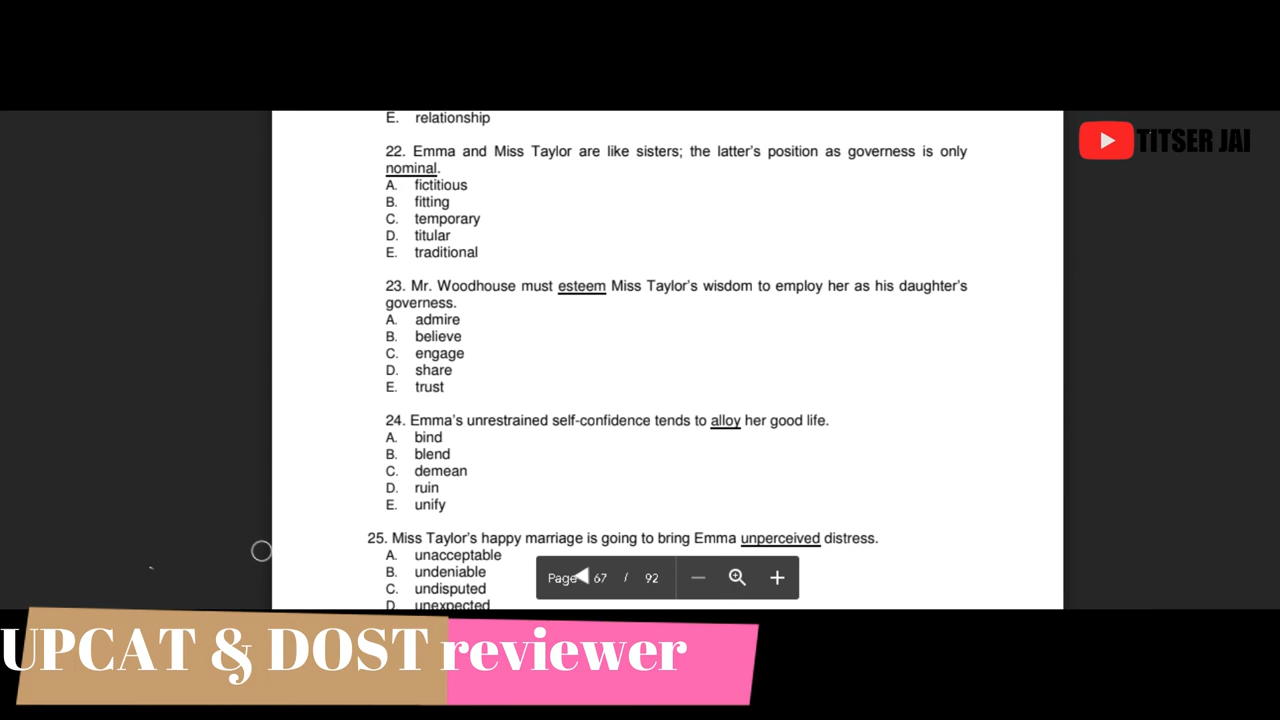 E. relationship
22. Emma and Miss Taylor are like sisters; the latter's position as governess is only
nominal.
A. fictitious
B. fitting
C. temporary
D. titular
E. traditional
23. Mr. Woodhouse must esteem Miss Taylor's wisdom to employ her as his daughter's
governess.
A. admire
B. believe
C. engage
D. share
E. trust
24. Emma's unrestrained self-confidence tends to alloy her good life.
A. bind
B. blend
C. demean
D. ruin
E. unify
25. Miss Taylor's happy marriage is going to bring Emma unperceived distress.
A. unacceptable
B. undeniable
C. undisputed
D. unexpected
Page 67 / 92
TITSER JAI
UPCAT & DOST reviewer